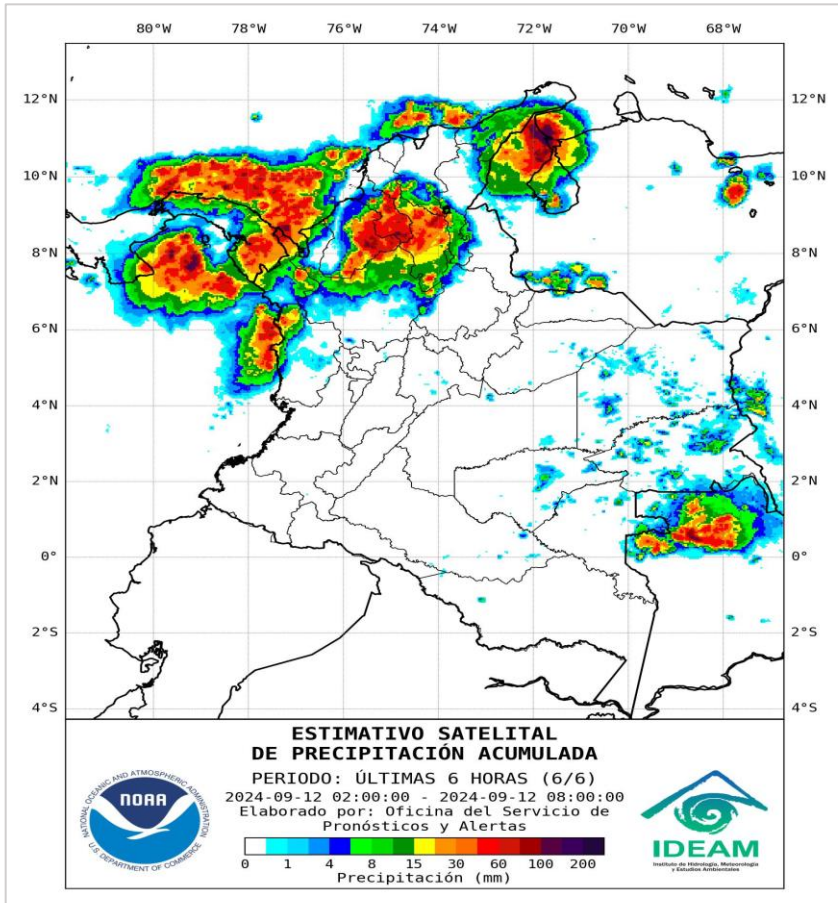 80°W 78°W 76°W 74°W 72°W 70°W 68°W
12°N 12°N
10°N 10°N
8°N 8°N
6°N 6°N
4°N 4°N
2°N 2°N
0° 0°
2°S 2°S
4°S 4°S
ESTIMATIVO SATELITAL
DE PRECIPITACIÓN ACUMULADA
PERIODO: ÚLTIMAS 6 HORAS (6/6)
2024-09-12 02:00:00 - 2024-09-12 08:00:00
Elaborado por: Oficina del Servicio de
Pronósticos y Alertas
0 1 4 8 15 30 60 100 200
Precipitación (mm)
NATIONAL OCEANIC AND ATMOSPHERIC ADMINISTRATION
NOAA
U.S. DEPARTMENT OF COMMERCE
IDEAM
Instituto de Hidrología, Meteorología
y Estudios Ambientales